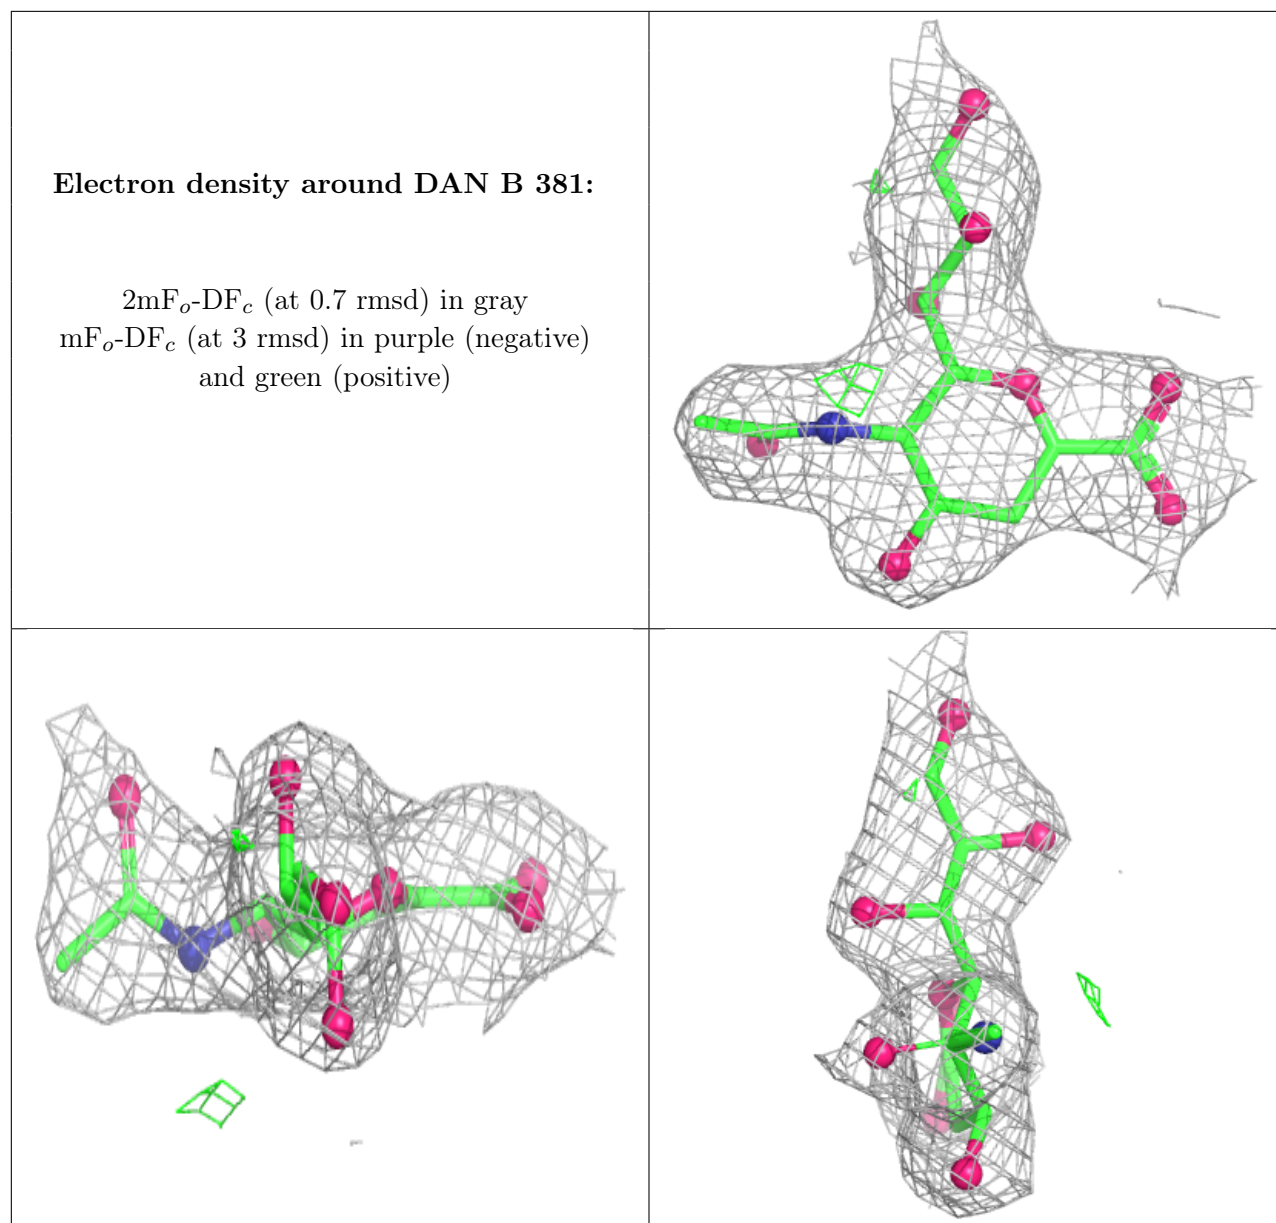 Electron density around DAN B 381:
2mFo-DFc (at 0.7 rmsd) in gray
mFo-DFc (at 3 rmsd) in purple (negative)
and green (positive)